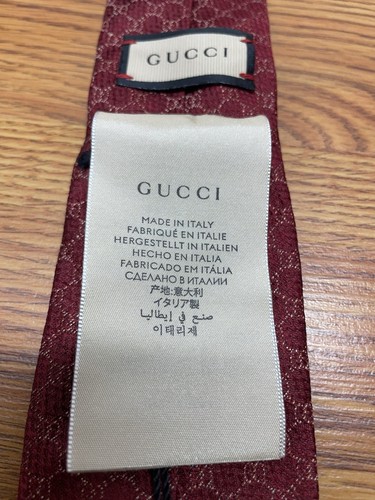 GUCCI
GUCCI
MADE IN ITALY
FABRIQUÉ EN ITALIE
HERGESTELLT IN ITALIEN
HECHO EN ITALIA
FABRICADO EM ITÁLIA
СДЕЛАНО В ИТАЛИИ
产地:意大利
イタリア製
صنع في إيطاليا
이태리제